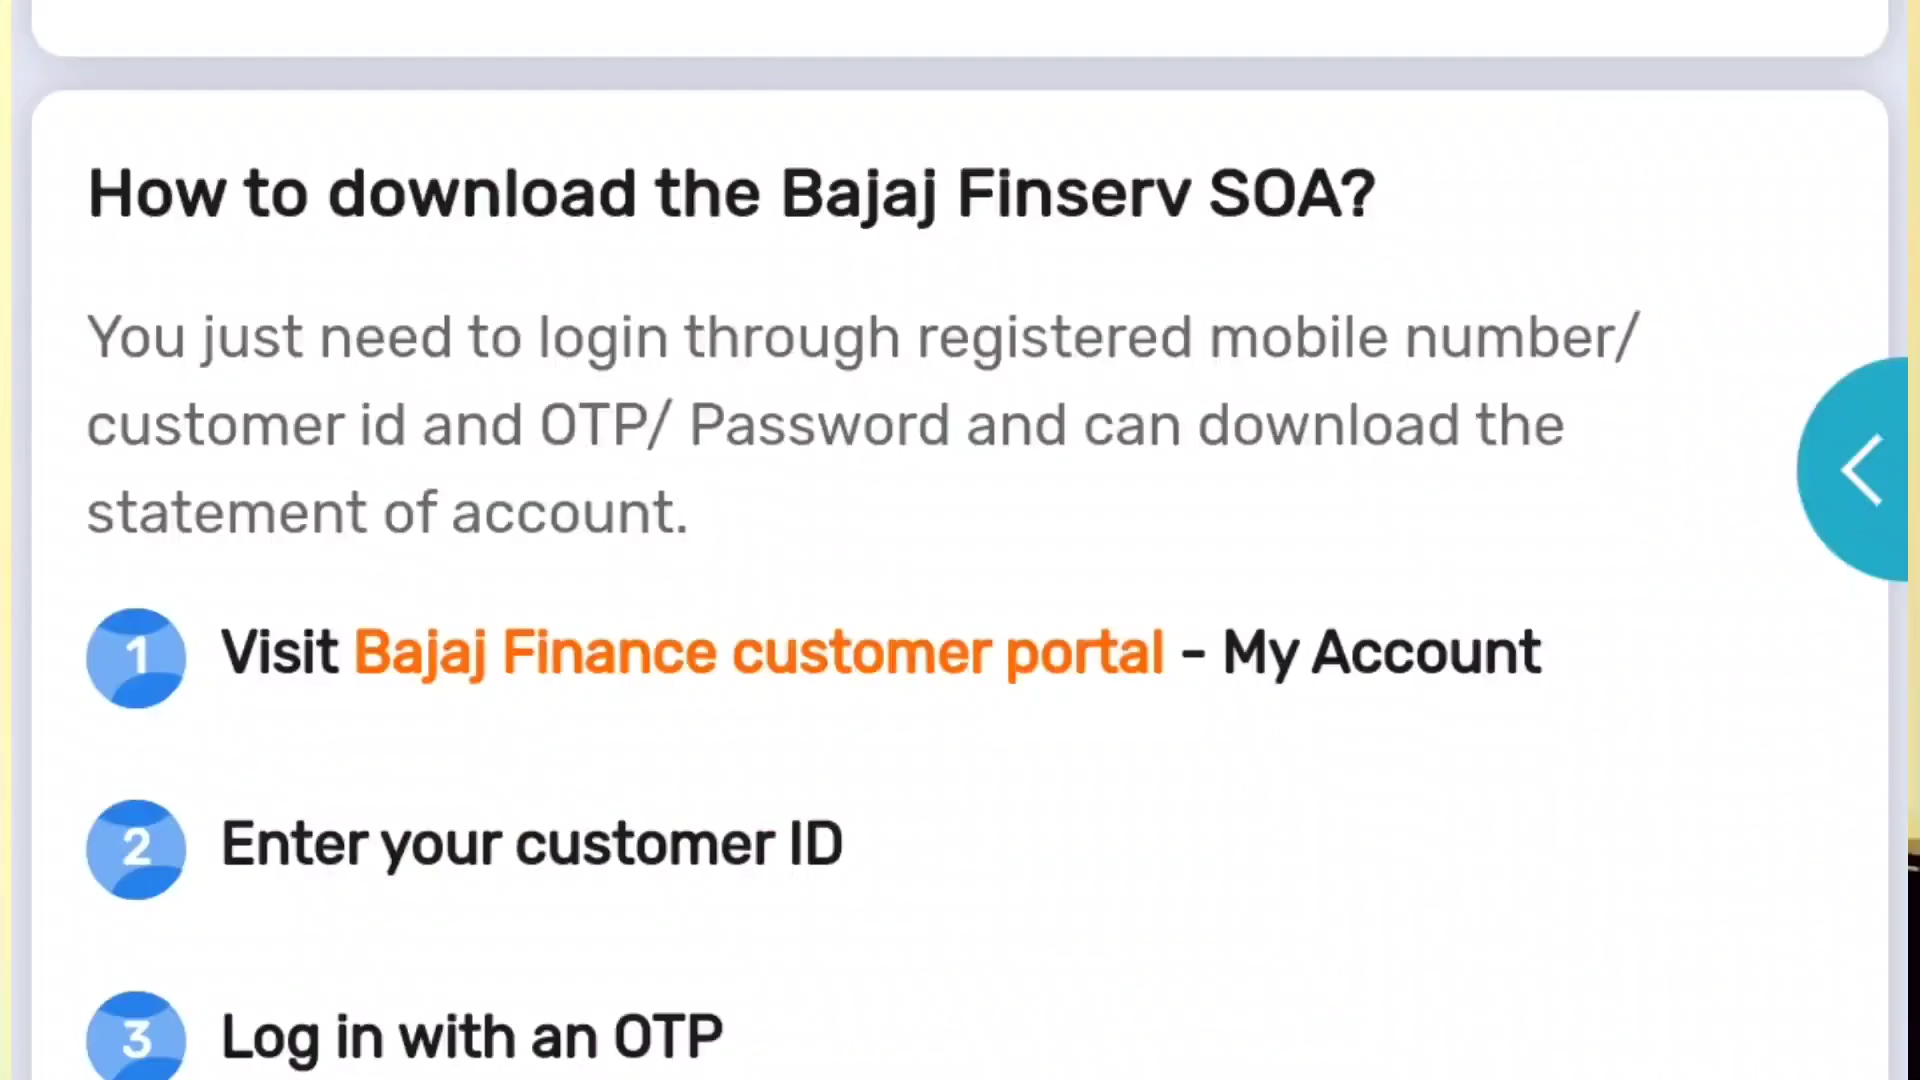 How to download the Bajaj Finserv SOA?
You just need to login through registered mobile number/
customer id and OTP/ Password and can download the
statement of account.
1 Visit Bajaj Finance customer portal - My Account
2 Enter your customer ID
3 Log in with an OTP